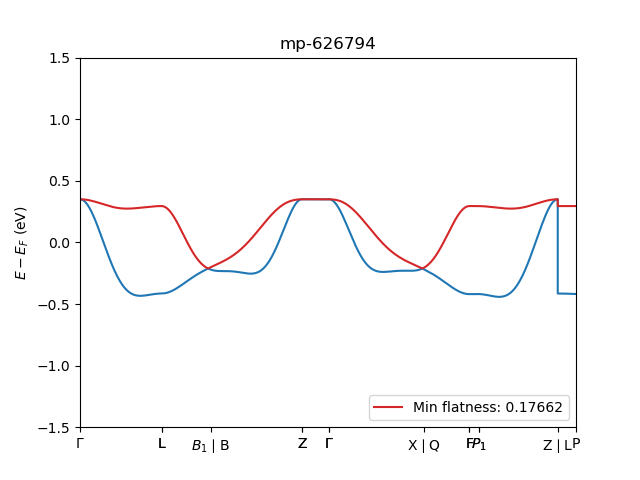 mp-626794
E − E_F (eV)
1.5
1.0
0.5
0.0
−0.5
−1.0
−1.5
Min flatness: 0.17662
Γ L B₁ | B Z Γ X | Q F P₁ Z | L P